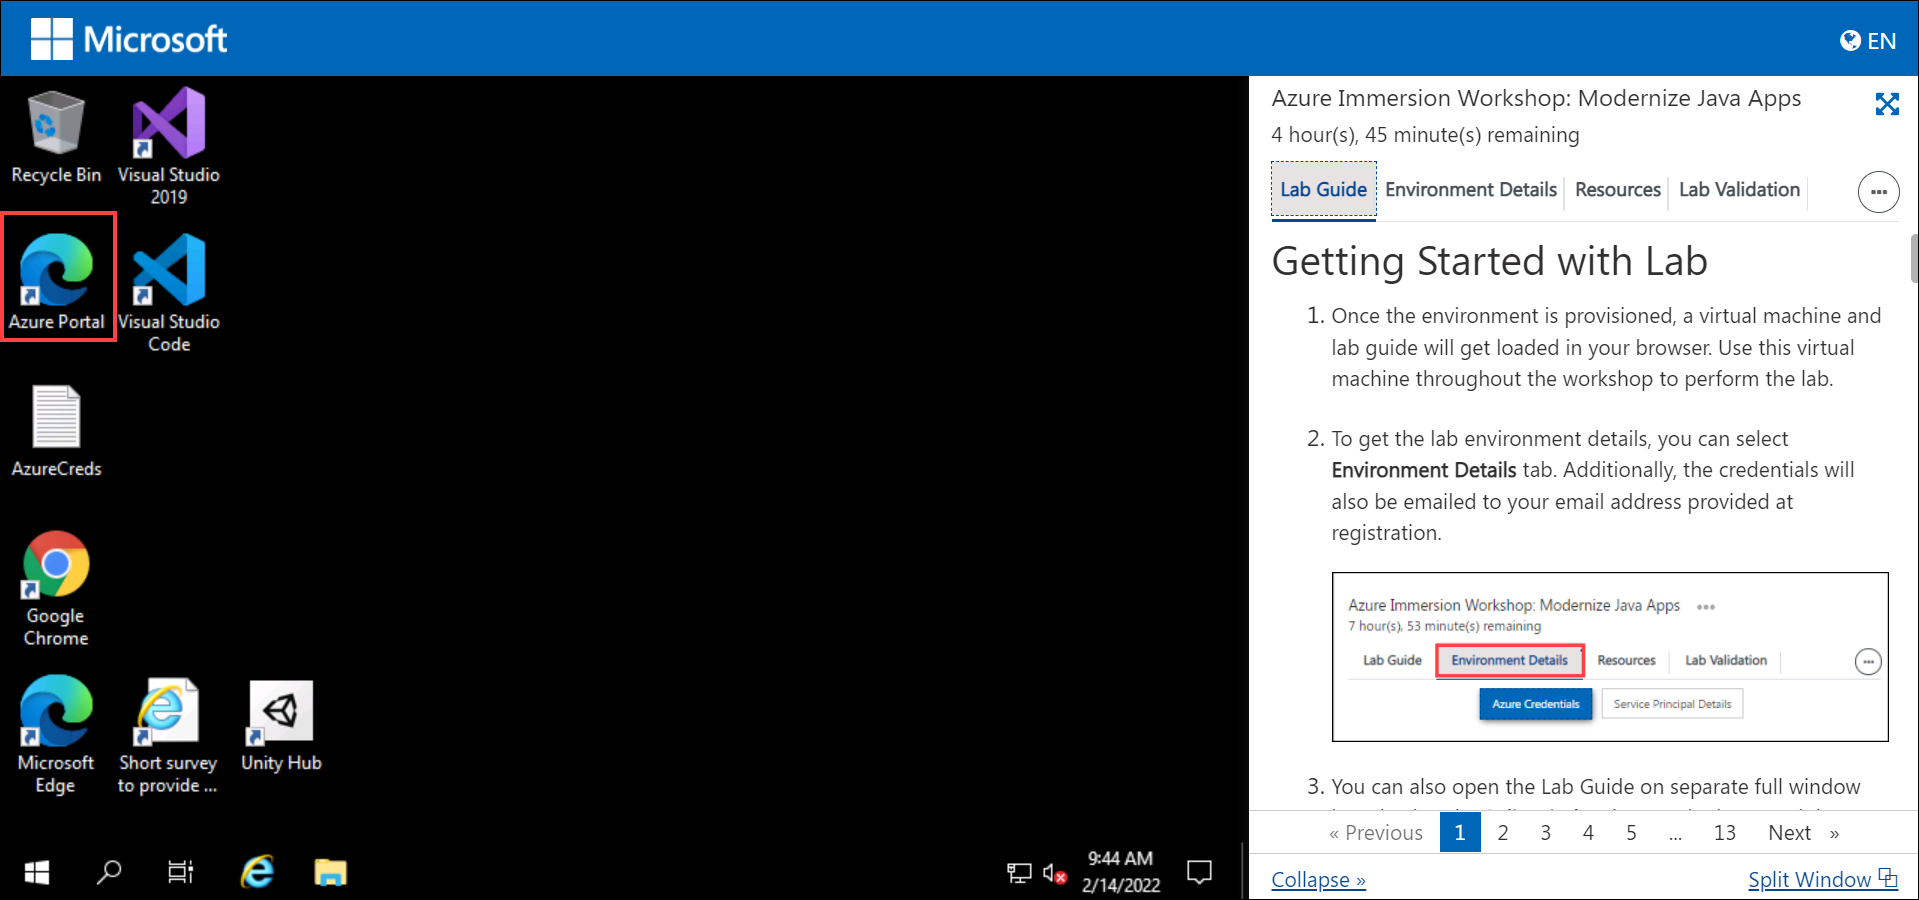 Microsoft
EN
Recycle Bin
Visual Studio
2019
Azure Portal
Visual Studio
Code
AzureCreds
Google
Chrome
Microsoft
Edge
Short survey
to provide ...
Unity Hub
9:44 AM
2/14/2022
Azure Immersion Workshop: Modernize Java Apps
4 hour(s), 45 minute(s) remaining
Lab Guide Environment Details Resources Lab Validation
Getting Started with Lab
1. Once the environment is provisioned, a virtual machine and
lab guide will get loaded in your browser. Use this virtual
machine throughout the workshop to perform the lab.
2. To get the lab environment details, you can select
Environment Details tab. Additionally, the credentials will
also be emailed to your email address provided at
registration.
Azure Immersion Workshop: Modernize Java Apps
7 hour(s), 53 minute(s) remaining
Lab Guide Environment Details Resources Lab Validation
Azure Credentials Service Principal Details
3. You can also open the Lab Guide on separate full window
« Previous 1 2 3 4 5 ... 13 Next »
Collapse »
Split Window